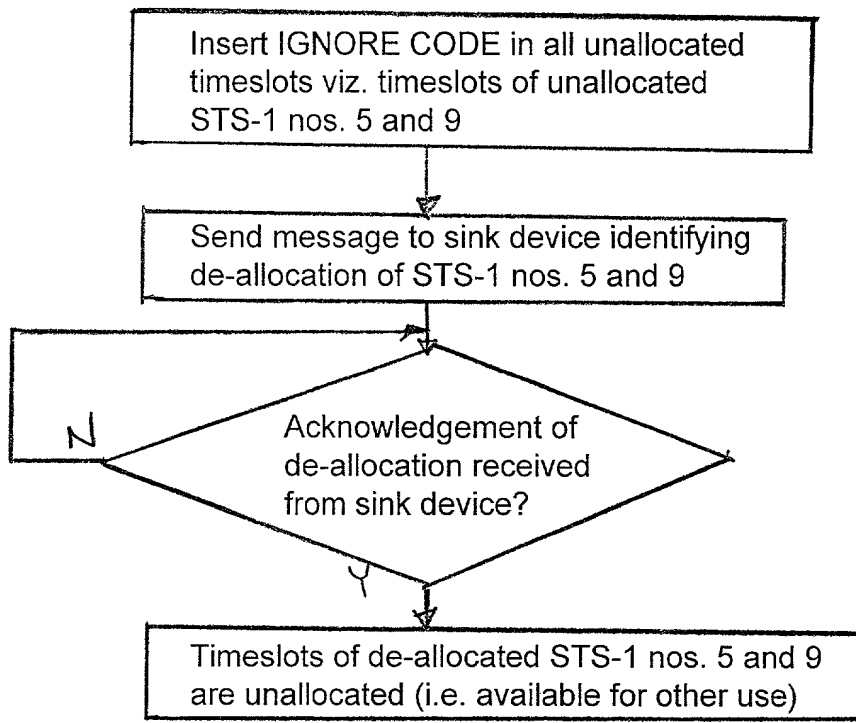 Insert IGNORE CODE in all unallocated
timeslots viz. timeslots of unallocated
STS-1 nos. 5 and 9
Send message to sink device identifying
de-allocation of STS-1 nos. 5 and 9
N
Acknowledgement of
de-allocation received
from sink device?
Y
Timeslots of de-allocated STS-1 nos. 5 and 9
are unallocated (i.e. available for other use)